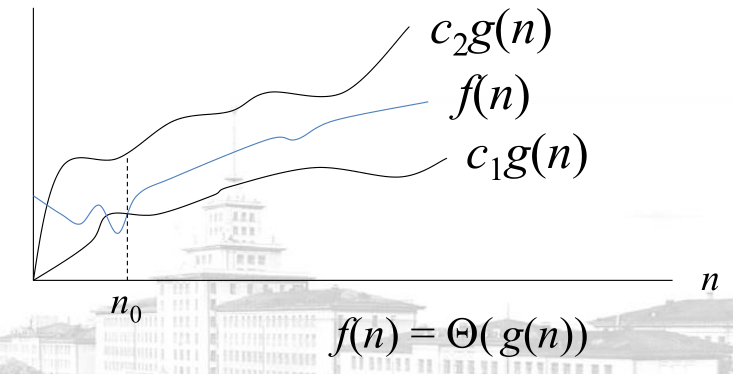 c₂g(n)
f(n)
c₁g(n)
n
n₀
f(n) = Θ( g(n))